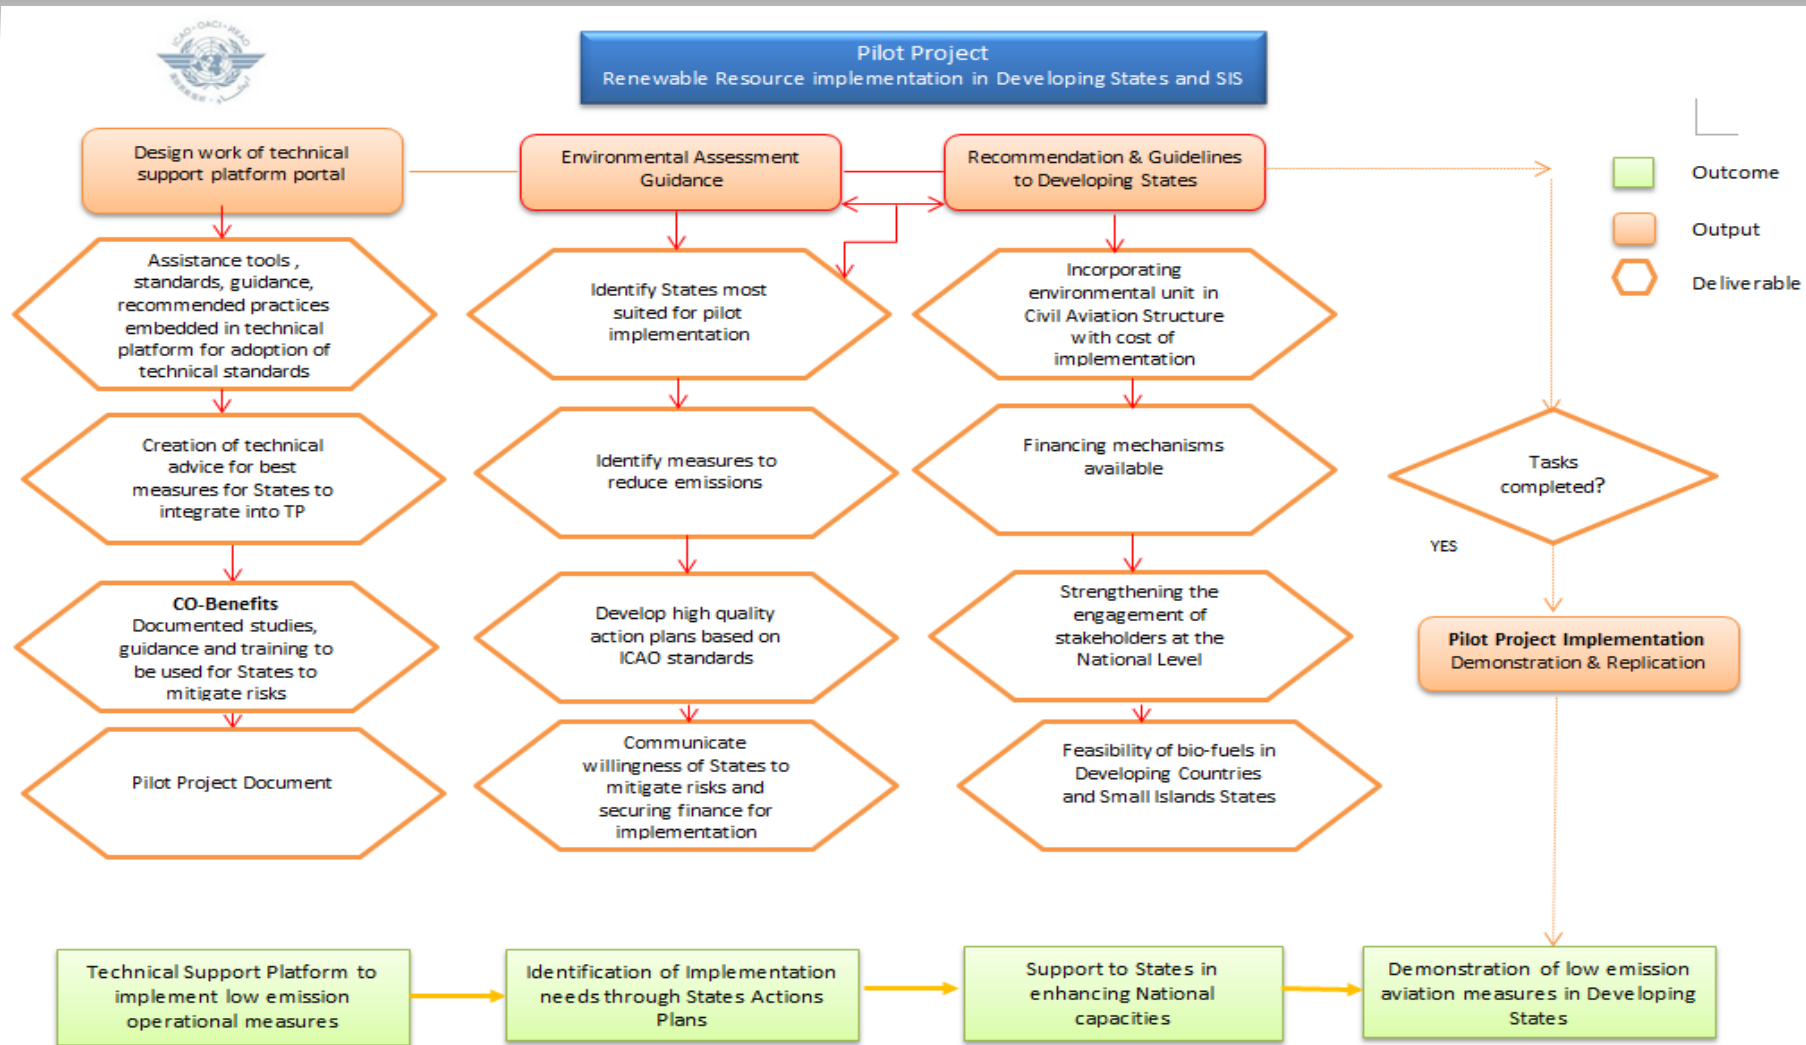 ICAO · OACI · ИКАО
Pilot Project
Renewable Resource implementation in Developing States and SIS
Design work of technical
support platform portal
Environmental Assessment
Guidance
Recommendation & Guidelines
to Developing States
Outcome
Output
Deliverable
Assistance tools ,
standards, guidance,
recommended practices
embedded in technical
platform for adoption of
technical standards
Identify States most
suited for pilot
implementation
Incorporating
environmental unit in
Civil Aviation Structure
with cost of
implementation
Creation of technical
advice for best
measures for States to
integrate into TP
Identify measures to
reduce emissions
Financing mechanisms
available
Tasks
completed?
YES
CO-Benefits
Documented studies,
guidance and training to
be used for States to
mitigate risks
Develop high quality
action plans based on
ICAO standards
Strengthening the
engagement of
stakeholders at the
National Level
Pilot Project Implementation
Demonstration & Replication
Pilot Project Document
Communicate
willingness of States to
mitigate risks and
securing finance for
implementation
Feasibility of bio-fuels in
Developing Countries
and Small Islands States
Technical Support Platform to
implement low emission
operational measures
Identification of Implementation
needs through States Actions
Plans
Support to States in
enhancing National
capacities
Demonstration of low emission
aviation measures in Developing
States